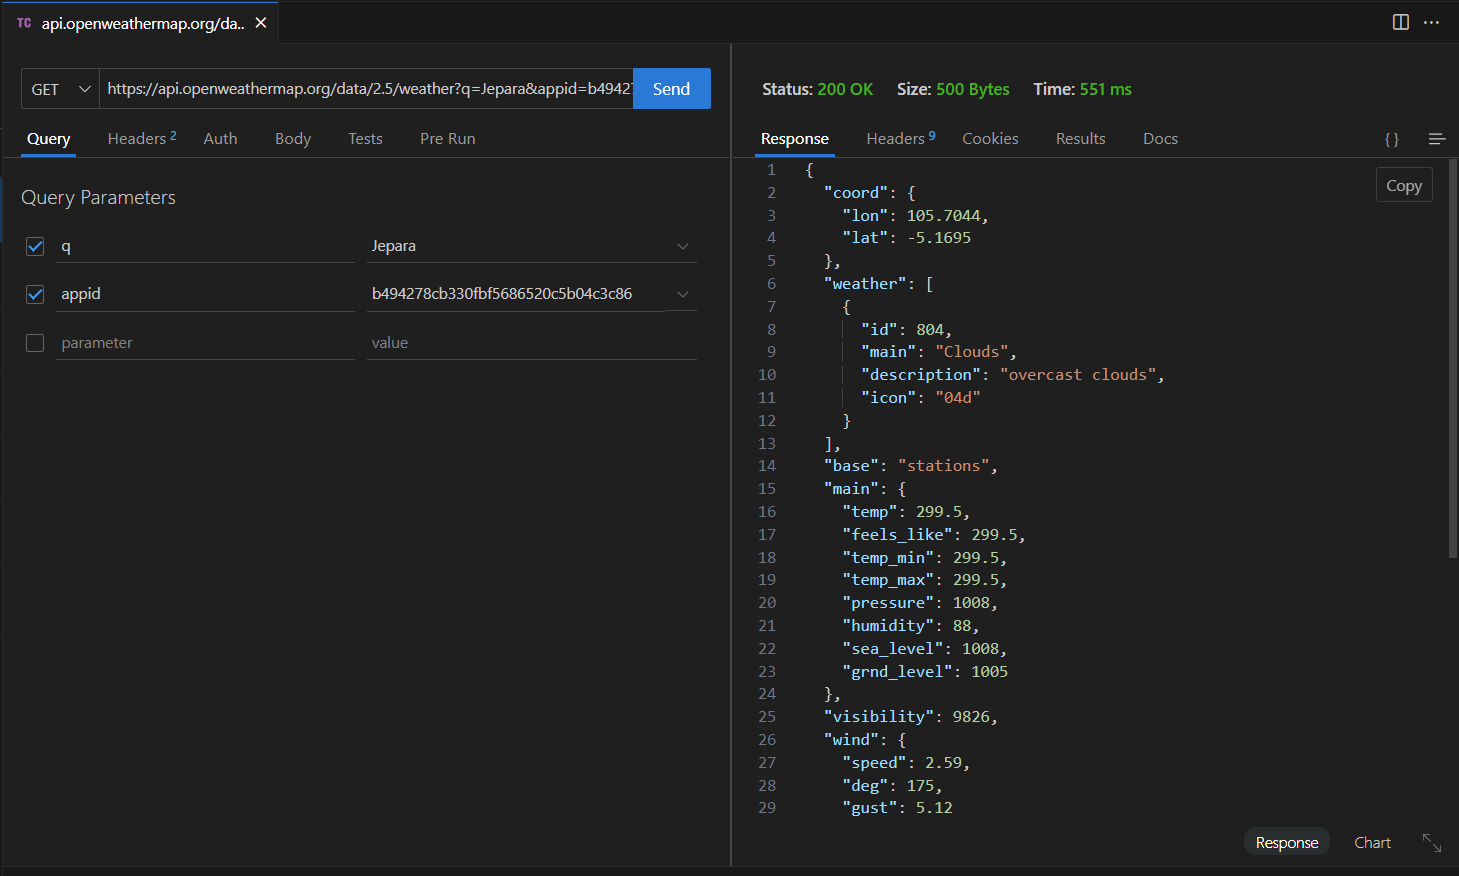 TC api.openweathermap.org/da..
GET https://api.openweathermap.org/data/2.5/weather?q=Jepara&appid=b4942 Send
Query Headers 2 Auth Body Tests Pre Run
Query Parameters
q Jepara
appid b494278cb330fbf5686520c5b04c3c86
parameter value
Status: 200 OK Size: 500 Bytes Time: 551 ms
Response Headers 9 Cookies Results Docs { }
Copy
1 {
2 "coord": {
3 "lon": 105.7044,
4 "lat": -5.1695
5 },
6 "weather": [
7 {
8 "id": 804,
9 "main": "Clouds",
10 "description": "overcast clouds",
11 "icon": "04d"
12 }
13 ],
14 "base": "stations",
15 "main": {
16 "temp": 299.5,
17 "feels_like": 299.5,
18 "temp_min": 299.5,
19 "temp_max": 299.5,
20 "pressure": 1008,
21 "humidity": 88,
22 "sea_level": 1008,
23 "grnd_level": 1005
24 },
25 "visibility": 9826,
26 "wind": {
27 "speed": 2.59,
28 "deg": 175,
29 "gust": 5.12
Response Chart